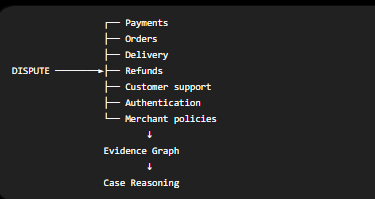 Payments
Orders
Delivery
DISPUTE Refunds
Customer support
Authentication
Merchant policies
↓
Evidence Graph
↓
Case Reasoning